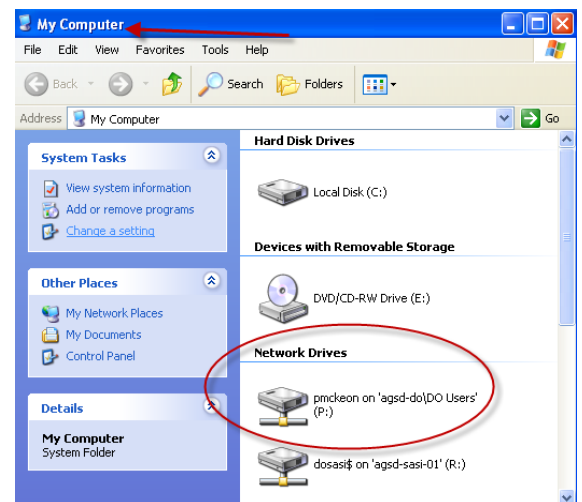 My Computer
File Edit View Favorites Tools Help
Back Search Folders
Address My Computer Go
System Tasks
View system information
Add or remove programs
Change a setting
Other Places
My Network Places
My Documents
Control Panel
Details
My Computer
System Folder
Hard Disk Drives
Local Disk (C:)
Devices with Removable Storage
DVD/CD-RW Drive (E:)
Network Drives
pmckeon on 'agsd-do\DO Users'
(P:)
dosasi$ on 'agsd-sasi-01' (R:)